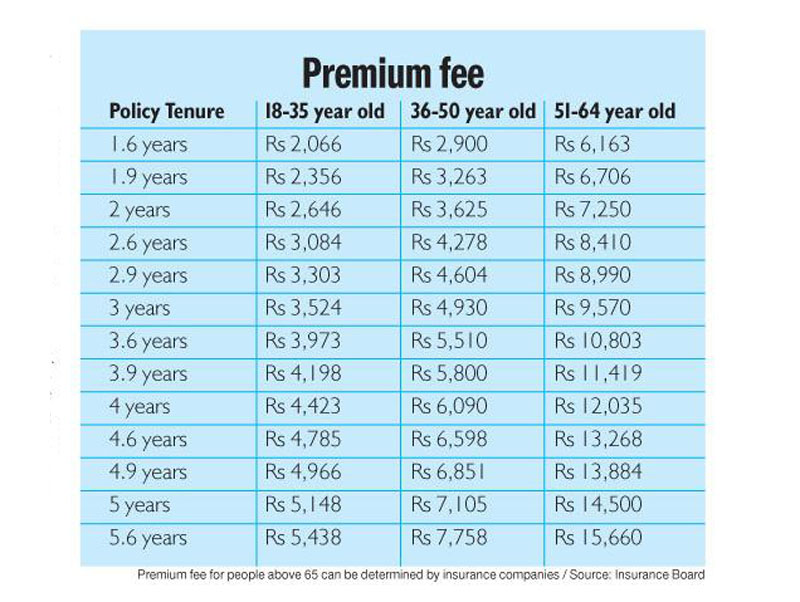 Premium fee
Policy Tenure 18-35 year old 36-50 year old 51-64 year old
1.6 years Rs 2,066 Rs 2,900 Rs 6,163
1.9 years Rs 2,356 Rs 3,263 Rs 6,706
2 years Rs 2,646 Rs 3,625 Rs 7,250
2.6 years Rs 3,084 Rs 4,278 Rs 8,410
2.9 years Rs 3,303 Rs 4,604 Rs 8,990
3 years Rs 3,524 Rs 4,930 Rs 9,570
3.6 years Rs 3,973 Rs 5,510 Rs 10,803
3.9 years Rs 4,198 Rs 5,800 Rs 11,419
4 years Rs 4,423 Rs 6,090 Rs 12,035
4.6 years Rs 4,785 Rs 6,598 Rs 13,268
4.9 years Rs 4,966 Rs 6,851 Rs 13,884
5 years Rs 5,148 Rs 7,105 Rs 14,500
5.6 years Rs 5,438 Rs 7,758 Rs 15,660
Premium fee for people above 65 can be determined by insurance companies / Source: Insurance Board